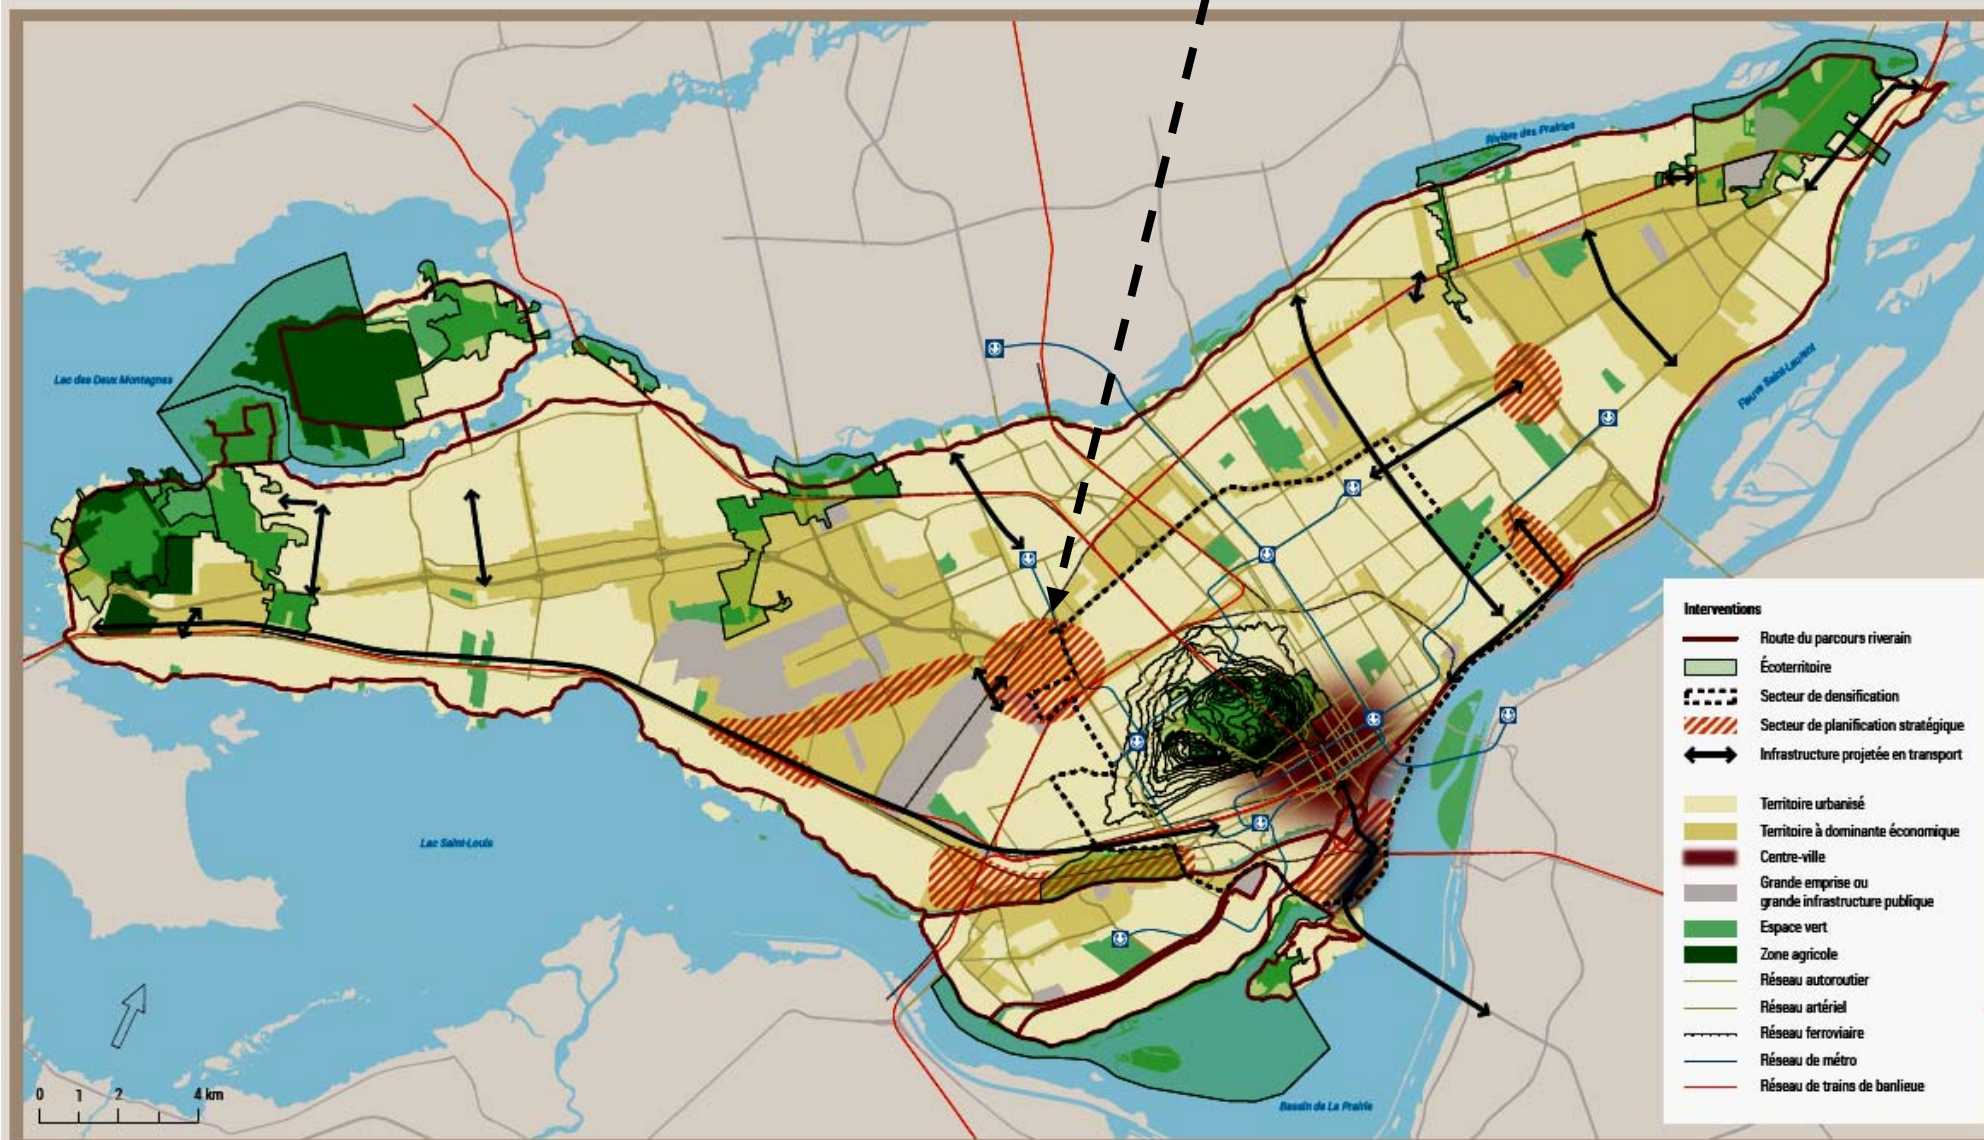 Rivière des Prairies
Lac des Deux Montagnes
Fleuve Saint-Laurent
Lac Saint-Louis
Bassin de La Prairie
0 1 2 4 km
Interventions
Route du parcours riverain
Écoterritoire
Secteur de densification
Secteur de planification stratégique
Infrastructure projetée en transport
Territoire urbanisé
Territoire à dominante économique
Centre-ville
Grande emprise ou
grande infrastructure publique
Espace vert
Zone agricole
Réseau autoroutier
Réseau artériel
Réseau ferroviaire
Réseau de métro
Réseau de trains de banlieue